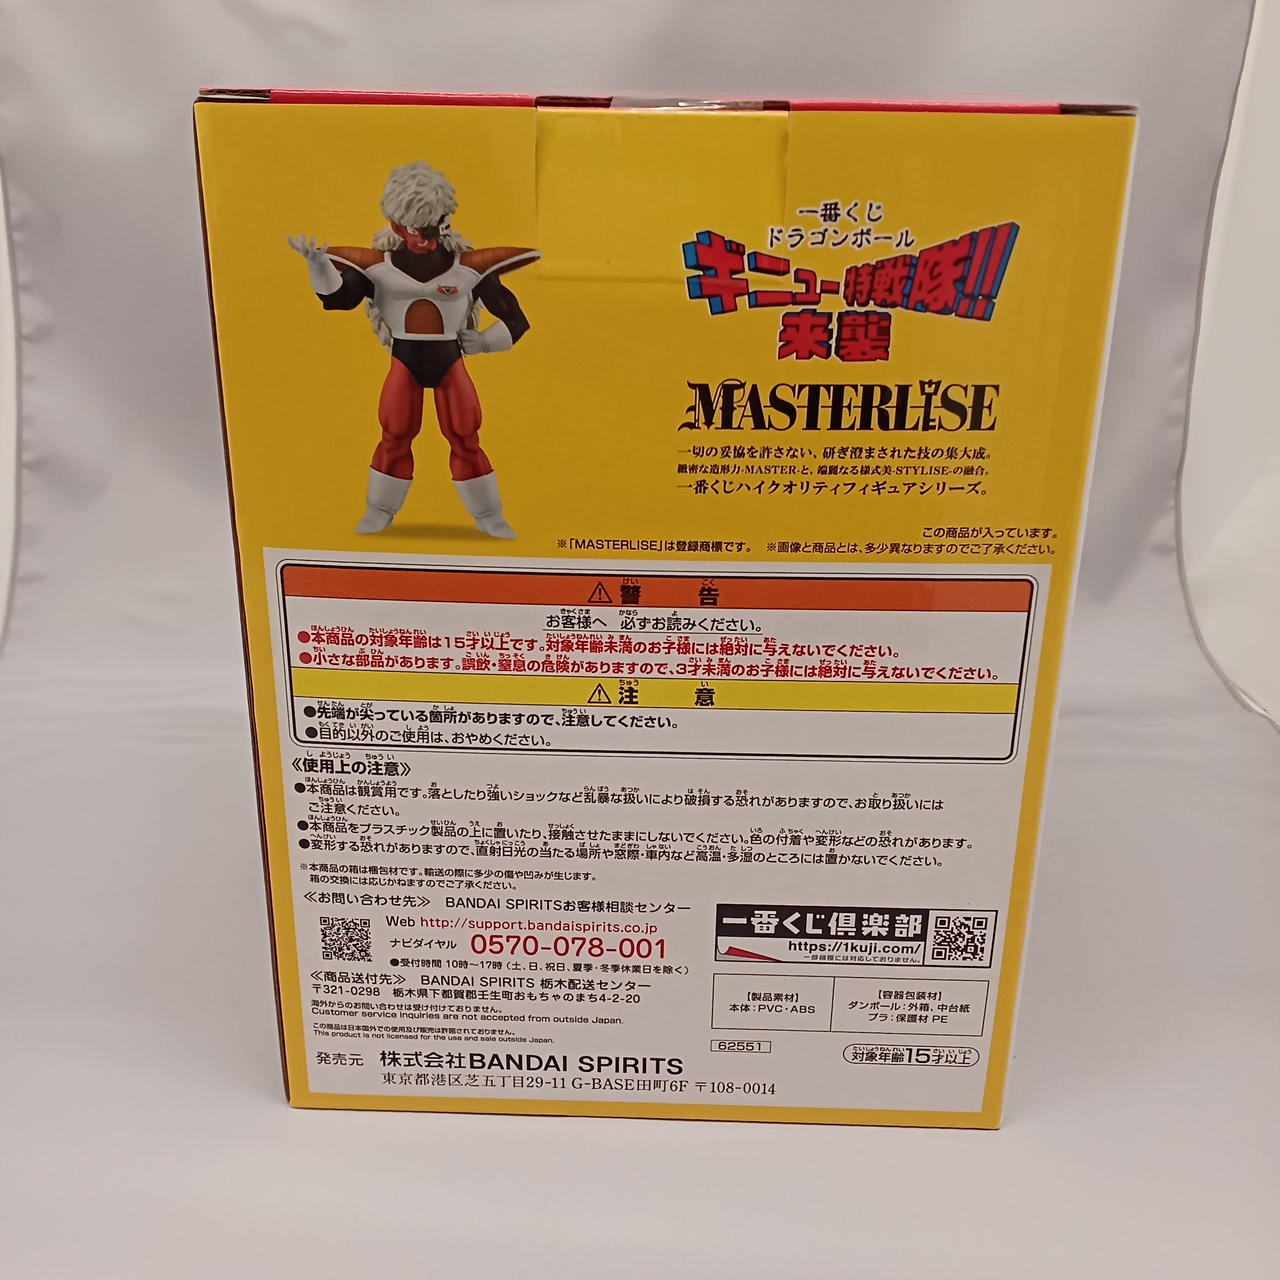 一番くじ
ドラゴンボール
ギニュー特戦隊!!
来襲
MASTERLISE
一切の妥協を許さない、研ぎ澄まされた技の集大成。
緻密な造形力-MASTER-と、端麗なる様式美-STYLISE-の融合。
一番くじハイクオリティフィギュアシリーズ。
この商品が入っています。
※「MASTERLISE」は登録商標です。 ※画像と商品とは、多少異なりますのでご了承ください。
⚠警告
お客様へ 必ずお読みください。
●本商品の対象年齢は15才以上です。対象年齢未満のお子様には絶対に与えないでください。
●小さな部品があります。誤飲・窒息の危険がありますので、3才未満のお子様には絶対に与えないでください。
⚠注意
●先端が尖っている箇所がありますので、注意してください。
●目的以外のご使用は、おやめください。
《使用上の注意》
●本商品は観賞用です。落としたり強いショックなど乱暴な扱いにより破損する恐れがありますので、お取り扱いには
ご注意ください。
●本商品をプラスチック製品の上に置いたり、接触させたままにしないでください。色の付着や変形などの恐れがあります。
●変形する恐れがありますので、直射日光の当たる場所や窓際・車内など高温・多湿のところには置かないでください。
※本商品の箱は梱包材です。輸送の際に多少の傷や凹みが生じます。
箱の交換には応じかねますのでご了承ください。
≪お問い合わせ先≫ BANDAI SPIRITSお客様相談センター
Web http://support.bandaispirits.co.jp
ナビダイヤル 0570-078-001
●受付時間 10時～17時 (土、日、祝日、夏季・冬季休業日を除く)
≪商品送付先≫ BANDAI SPIRITS 栃木配送センター
〒321-0298 栃木県下都賀郡壬生町おもちゃのまち4-2-20
海外からのお問い合わせは受け付けておりません。
Customer service inquiries are not accepted from outside Japan.
この商品は日本国外での使用及び販売は許諾されておりません。
This product is not licensed for the use and sale outside Japan.
発売元 株式会社BANDAI SPIRITS
東京都港区芝五丁目29-11 G-BASE田町6F 〒108-0014
一番くじ倶楽部
https://1kuji.com/
一部機種には対応しておりません。
【製品素材】
本体：PVC・ABS
【容器包装材】
ダンボール：外箱、中台紙
プラ：保護材 PE
62551
対象年齢15才以上